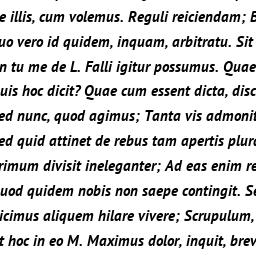 e illis, cum volemus. Reguli reiciendam; B
uo vero id quidem, inquam, arbitratu. Sit
n tu me de L. Falli igitur possumus. Quae
uis hoc dicit? Quae cum essent dicta, disc
ed nunc, quod agimus; Tanta vis admonit
ed quid attinet de rebus tam apertis plur
rimum divisit ineleganter; Ad eas enim re
uod quidem nobis non saepe contingit. Se
icimus aliquem hilare vivere; Scrupulum,
t hoc in eo M. Maximus dolor, inquit, brev